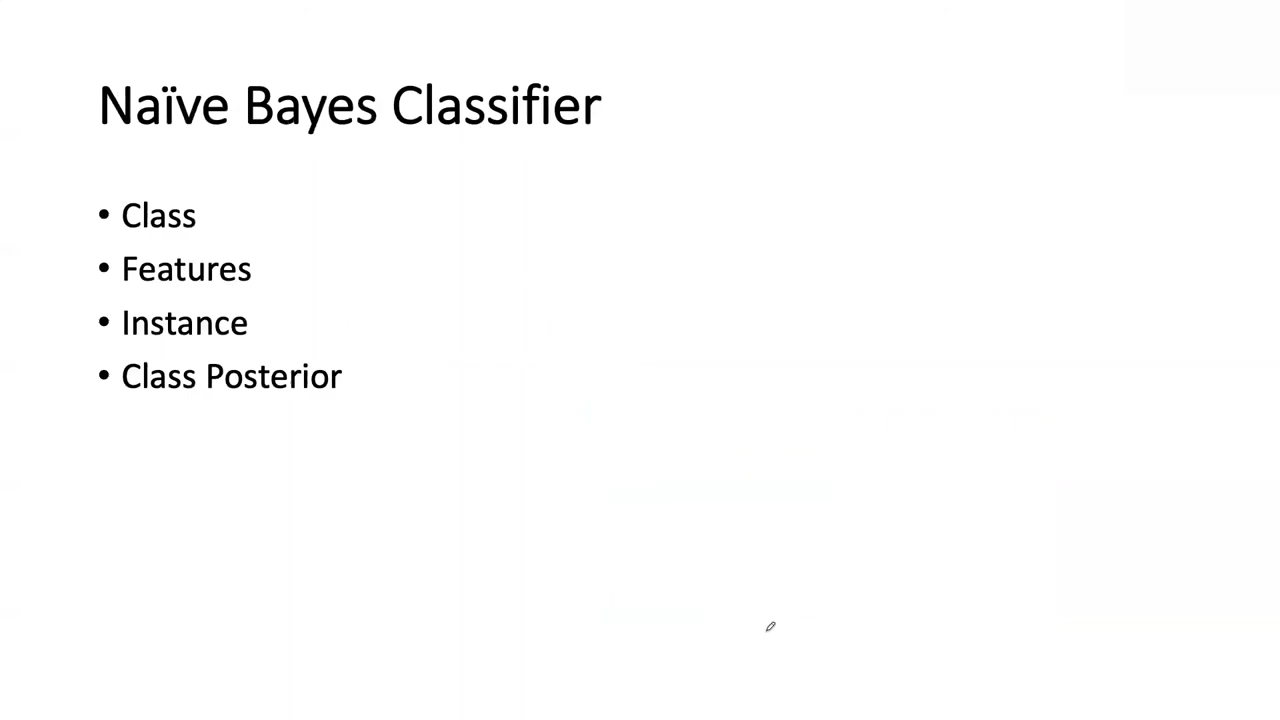 Naïve Bayes Classifier
• Class
• Features
• Instance
• Class Posterior